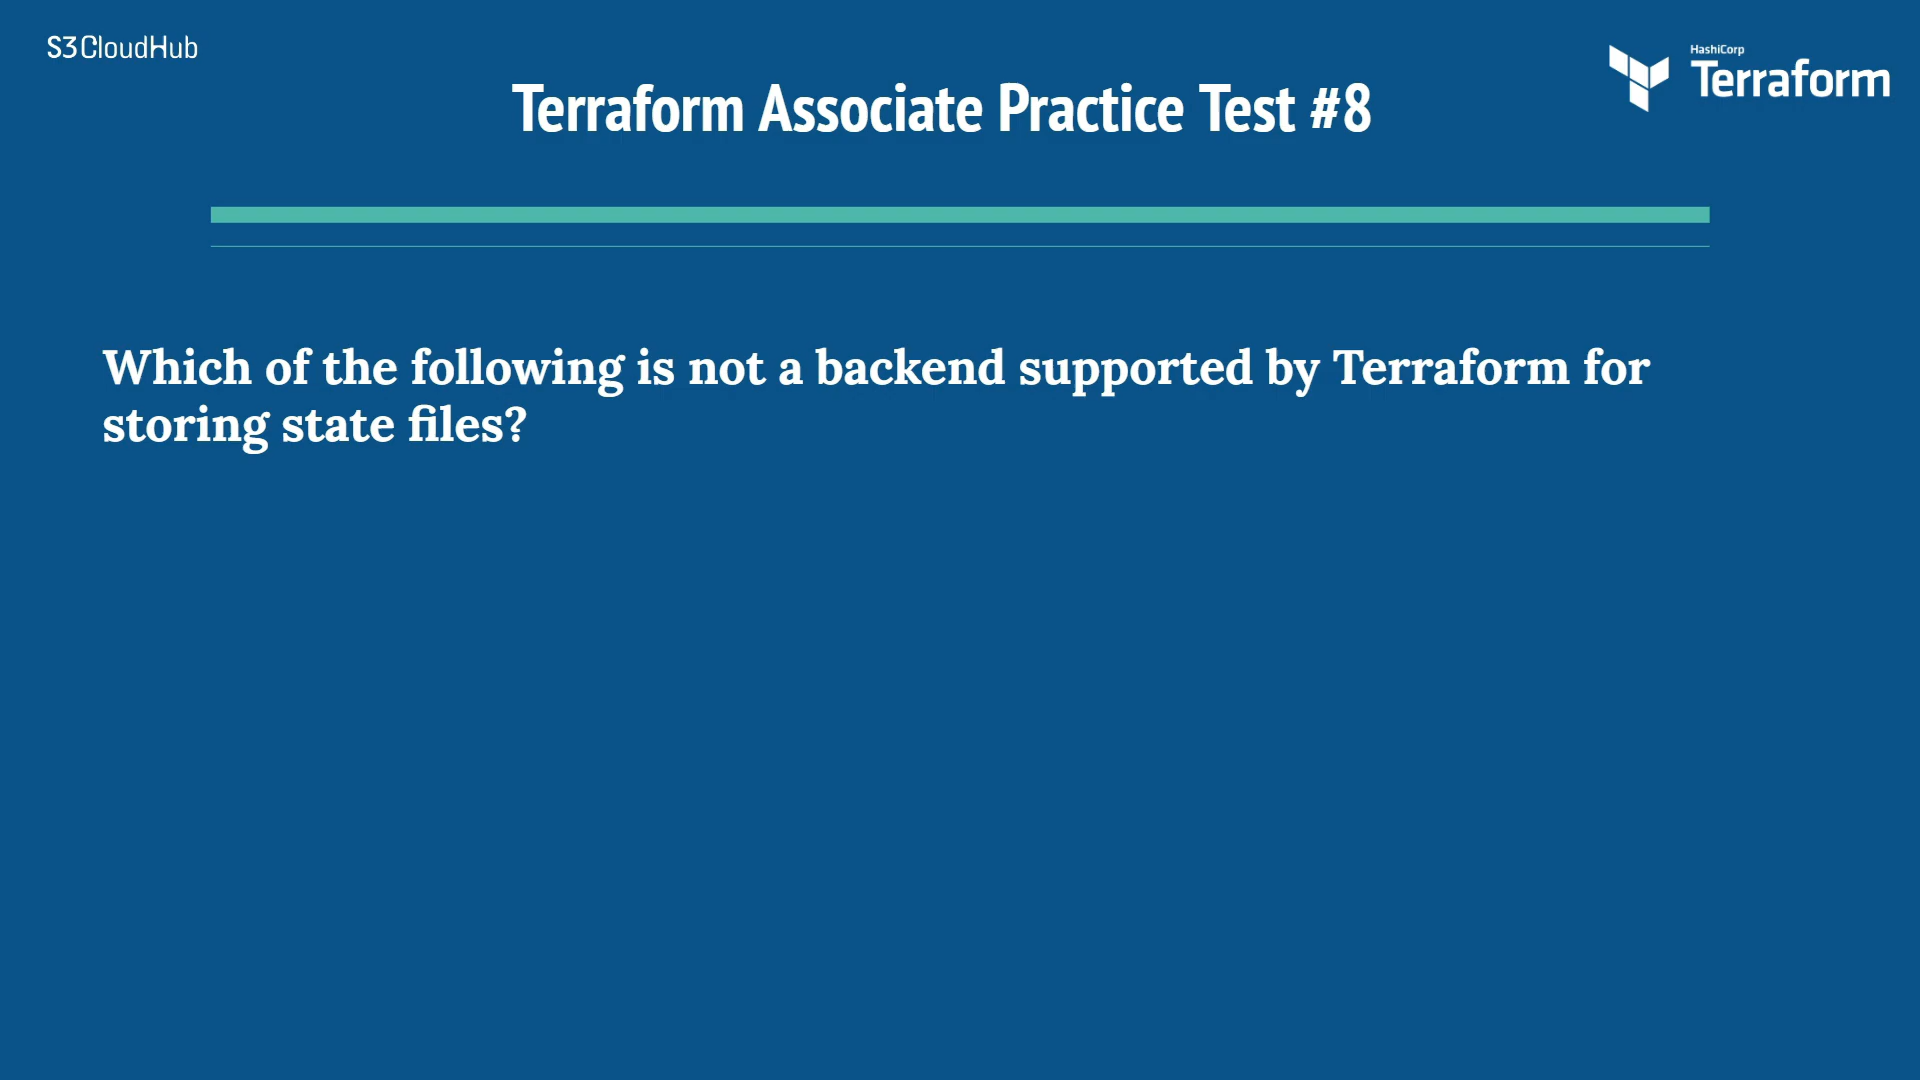 S3CloudHub
HashiCorp
Terraform
Terraform Associate Practice Test #8
Which of the following is not a backend supported by Terraform for
storing state files?